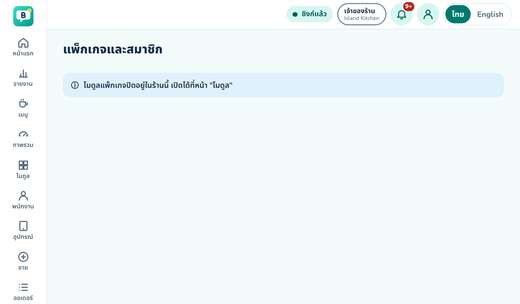 B
ซิงก์แล้ว
เจ้าของร้าน
Island Kitchen
9+
ไทย
English
หน้าแรก
รายงาน
เมนู
ภาพรวม
โมดูล
พนักงาน
อุปกรณ์
ขาย
ออเดอร์
แพ็กเกจและสมาชิก
โมดูลแพ็กเกจปิดอยู่ในร้านนี้ เปิดได้ที่หน้า "โมดูล"